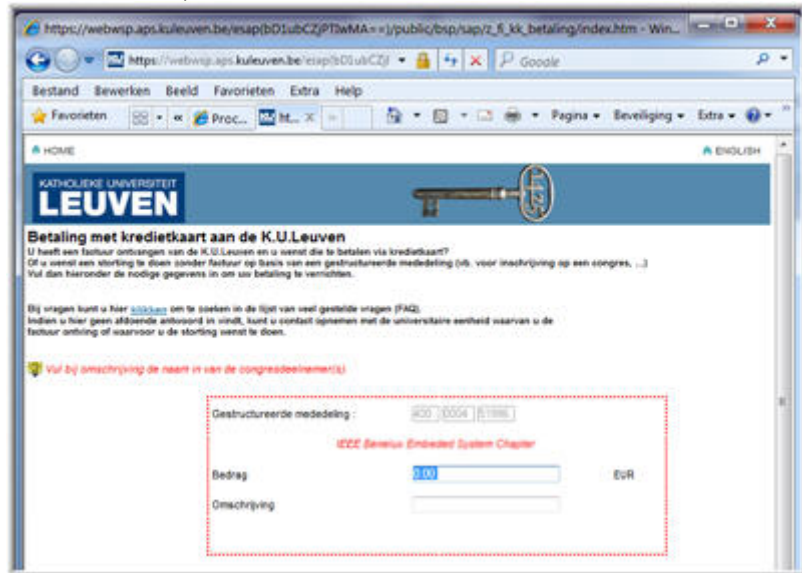 https://webwsp.aps.kuleuven.be/esap(bD1ubCZjPTIwMA==)/public/bsp/sap/z_fi_kk_betaling/index.htm - Win...
https://webwsp.aps.kuleuven.be/esap(bD1ubCZj
Google
Bestand Bewerken Beeld Favorieten Extra Help
Favorieten Proc... ht... Pagina Beveiliging Extra
HOME ENGLISH
KATHOLIEKE UNIVERSITEIT
LEUVEN
1425
Betaling met kredietkaart aan de K.U.Leuven
U heeft een factuur ontvangen van de K.U.Leuven en u wenst die te betalen via kredietkaart?
Of u wenst een storting te doen zonder factuur op basis van een gestructureerde mededeling (vb. voor inschrijving op een congres, ...)
Vul dan hieronder de nodige gegevens in om uw betaling te verrichten.
Bij vragen kunt u hier klikken om te zoeken in de lijst van veel gestelde vragen (FAQ).
Indien u hier geen afdoende antwoord in vindt, kunt u contact opnemen met de universitaire eenheid waarvan u de
factuur ontving of waarvoor u de storting wenst te doen.
Vul bij omschrijving de naam in van de congresdeelnemer(s)
Gestructureerde mededeling : 400 0004
IEEE Benelux Embeded System Chapter
Bedrag 0.00 EUR
Omschrijving